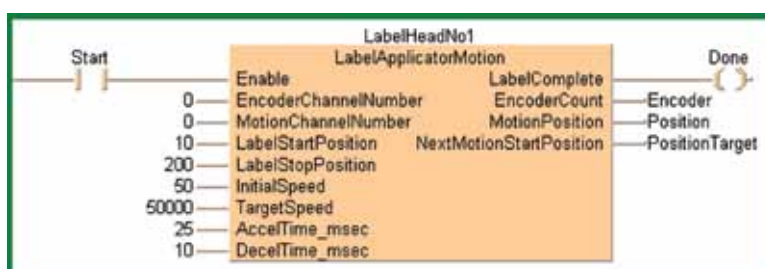 LabelHeadNo1
Start LabelApplicatorMotion Done
Enable LabelComplete
0 EncoderChannelNumber EncoderCount Encoder
0 MotionChannelNumber MotionPosition Position
10 LabelStartPosition NextMotionStartPosition PositionTarget
200 LabelStopPosition
50 InitialSpeed
50000 TargetSpeed
25 AccelTime_msec
10 DecelTime_msec